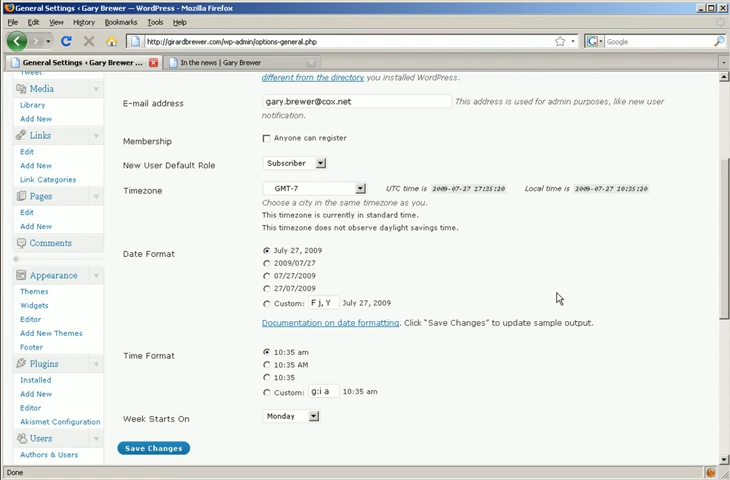 General Settings ‹ Gary Brewer — WordPress - Mozilla Firefox
File Edit View History Bookmarks Tools Help
http://girardbrewer.com/wp-admin/options-general.php
Google
General Settings ‹ Gary Brewer ...
In the news | Gary Brewer
Tweet
Media
Library
Add New
Links
Edit
Add New
Link Categories
Pages
Edit
Add New
Comments
Appearance
Themes
Widgets
Editor
Add New Themes
Footer
Plugins
Installed
Add New
Editor
Akismet Configuration
Users
Authors & Users
different from the directory you installed WordPress.
E-mail address gary.brewer@cox.net This address is used for admin purposes, like new user
notification.
Membership Anyone can register
New User Default Role Subscriber
Timezone GMT-7 UTC time is 2009-07-27 17:35:20 Local time is 2009-07-27 10:35:20
Choose a city in the same timezone as you.
This timezone is currently in standard time.
This timezone does not observe daylight savings time.
Date Format July 27, 2009
2009/07/27
07/27/2009
27/07/2009
Custom: F j, Y July 27, 2009
Documentation on date formatting. Click “Save Changes” to update sample output.
Time Format 10:35 am
10:35 AM
10:35
Custom: g:i a 10:35 am
Week Starts On Monday
Save Changes
Done